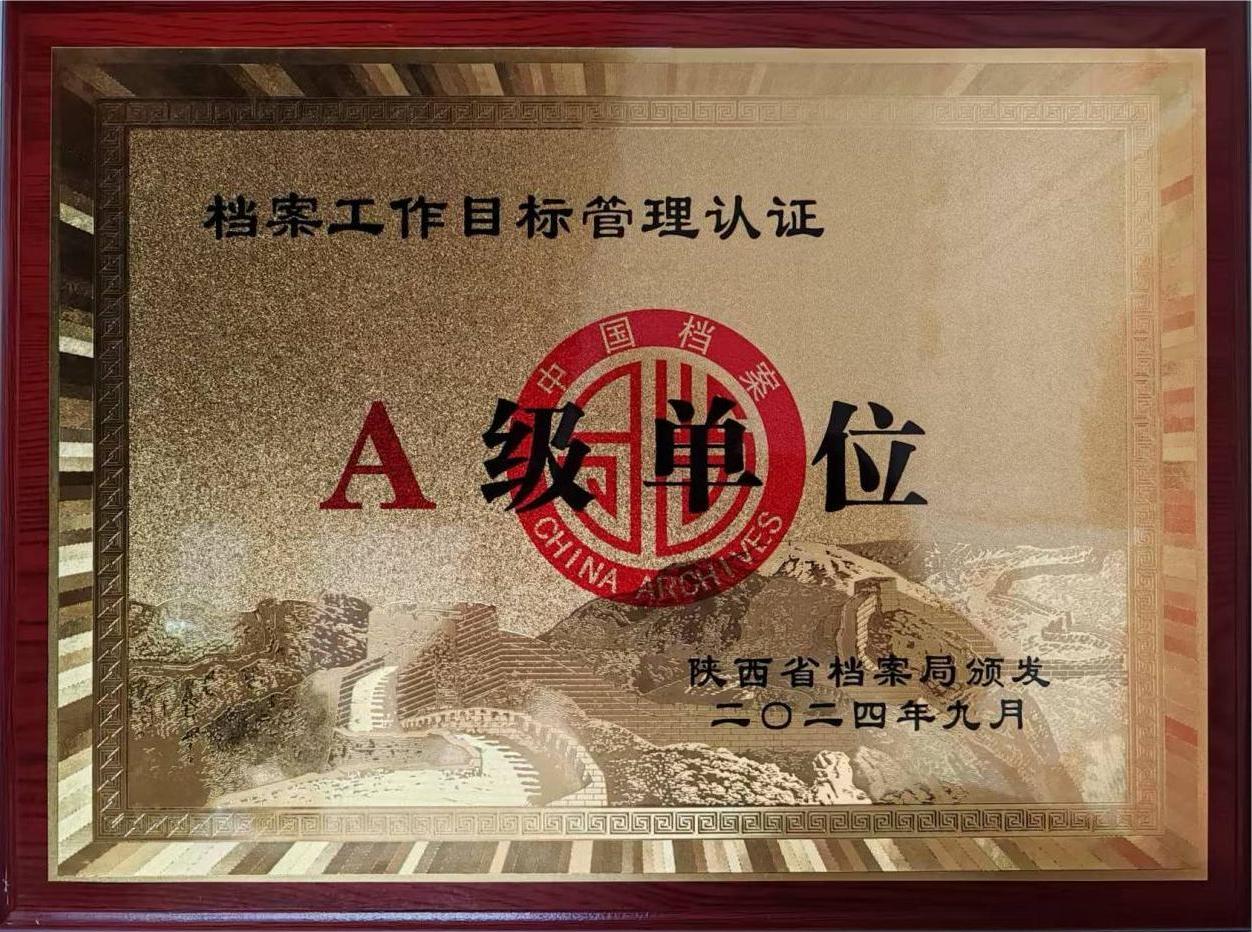 档案工作目标管理认证
中国档案
A级单位
CHINA ARCHIVES
陕西省档案局颁发
二〇二四年九月